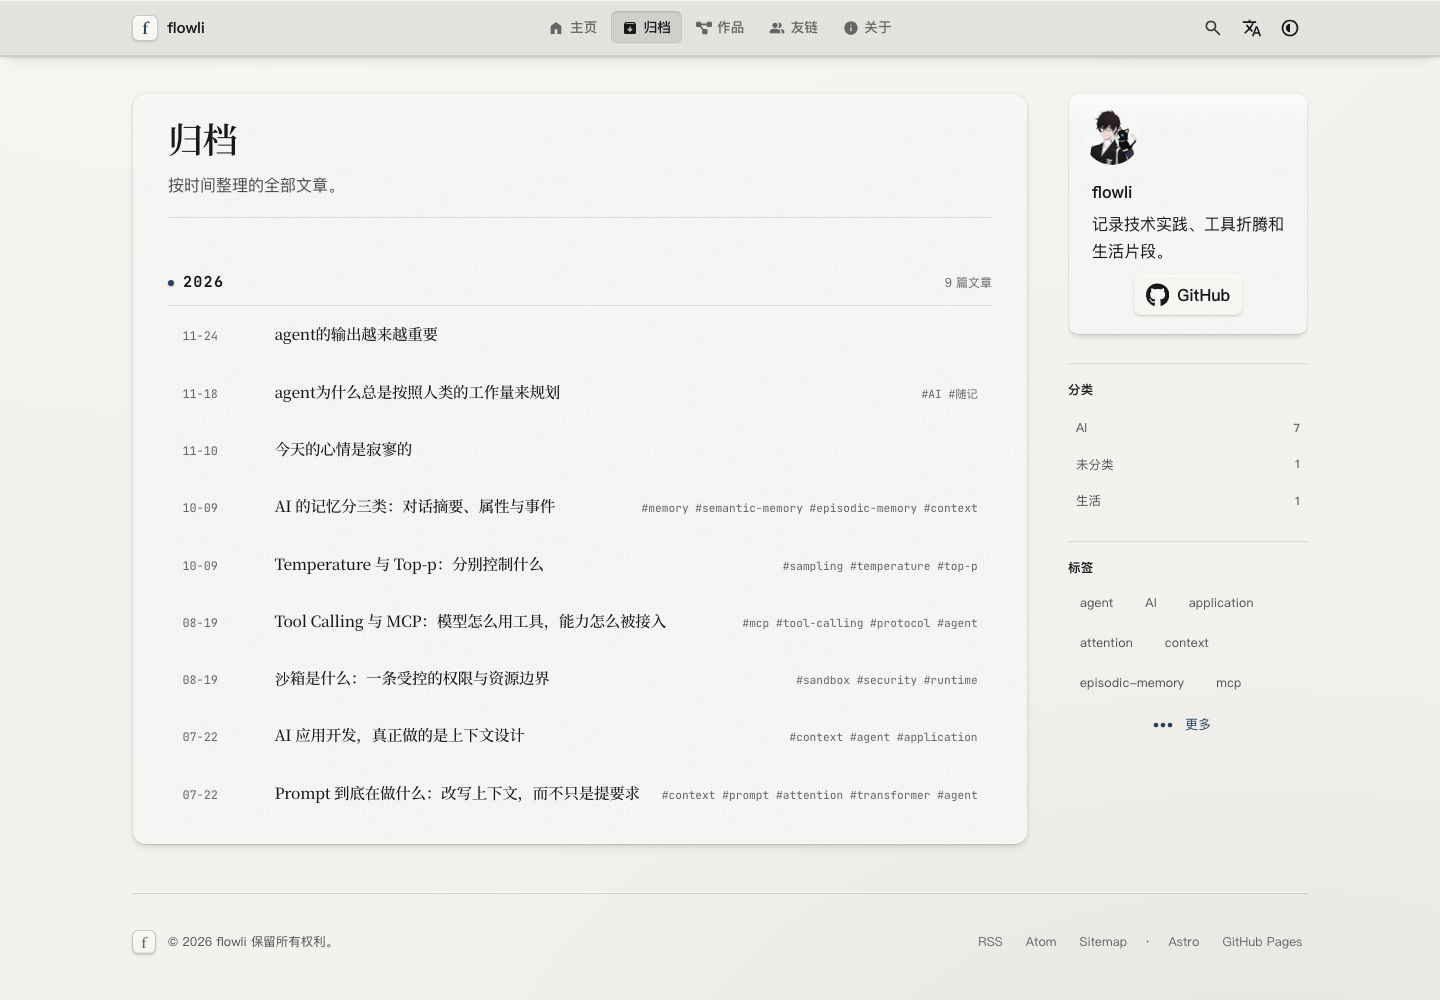 f flowli 主页 归档 作品 友链 关于
归档
按时间整理的全部文章。
2026 9 篇文章
11-24 agent的输出越来越重要
11-18 agent为什么总是按照人类的工作量来规划 #AI #随记
11-10 今天的心情是寂寥的
10-09 AI 的记忆分三类：对话摘要、属性与事件 #memory #semantic-memory #episodic-memory #context
10-09 Temperature 与 Top-p：分别控制什么 #sampling #temperature #top-p
08-19 Tool Calling 与 MCP：模型怎么用工具，能力怎么被接入 #mcp #tool-calling #protocol #agent
08-19 沙箱是什么：一条受控的权限与资源边界 #sandbox #security #runtime
07-22 AI 应用开发，真正做的是上下文设计 #context #agent #application
07-22 Prompt 到底在做什么：改写上下文，而不只是提要求 #context #prompt #attention #transformer #agent
flowli
记录技术实践、工具折腾和
生活片段。
GitHub
分类
AI 7
未分类 1
生活 1
标签
agent AI application
attention context
episodic-memory mcp
••• 更多
f © 2026 flowli 保留所有权利。 RSS Atom Sitemap · Astro GitHub Pages